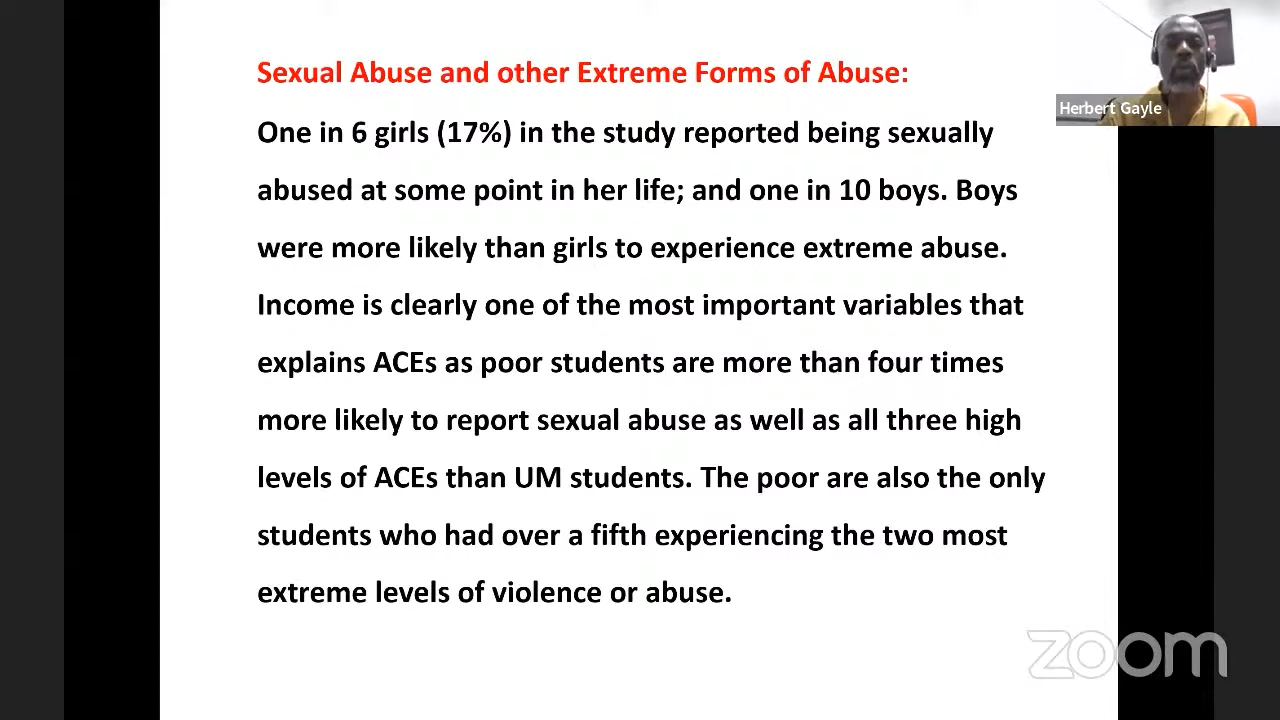 Sexual Abuse and other Extreme Forms of Abuse:
One in 6 girls (17%) in the study reported being sexually
abused at some point in her life; and one in 10 boys. Boys
were more likely than girls to experience extreme abuse.
Income is clearly one of the most important variables that
explains ACEs as poor students are more than four times
more likely to report sexual abuse as well as all three high
levels of ACEs than UM students. The poor are also the only
students who had over a fifth experiencing the two most
extreme levels of violence or abuse.
Herbert Gayle
zoom